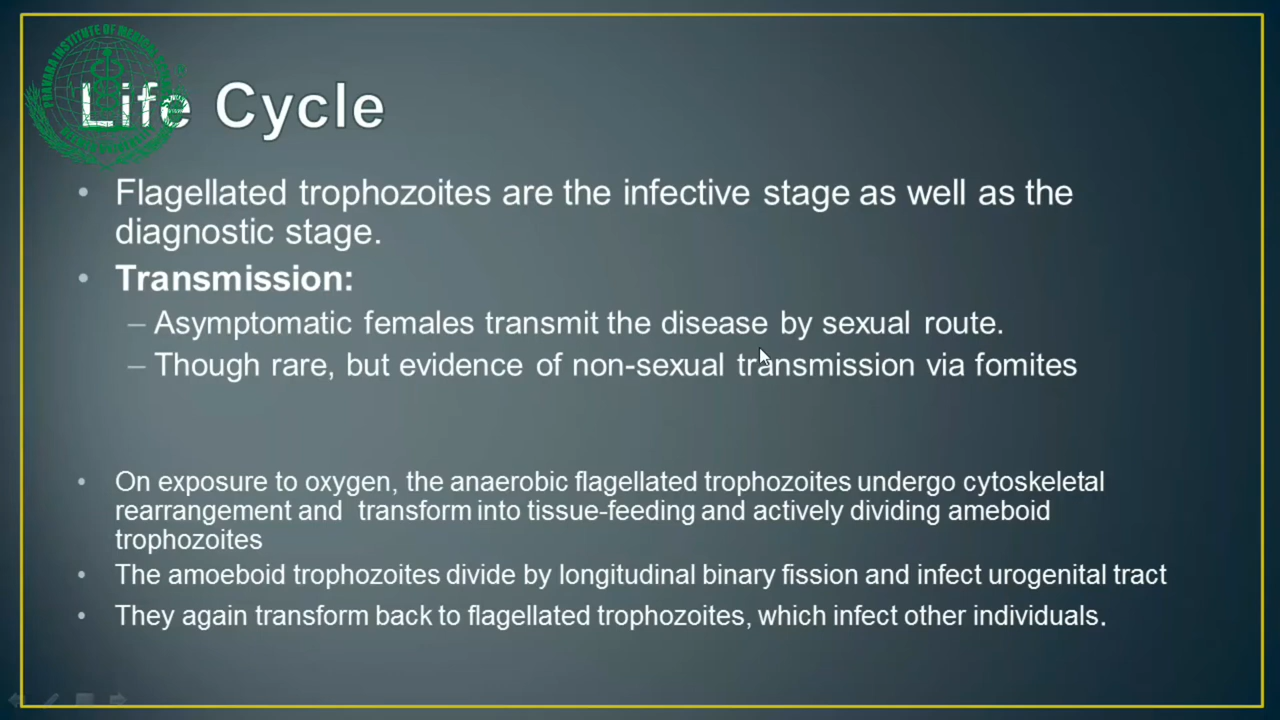 Life Cycle
• Flagellated trophozoites are the infective stage as well as the
diagnostic stage.
• Transmission:
– Asymptomatic females transmit the disease by sexual route.
– Though rare, but evidence of non-sexual transmission via fomites
• On exposure to oxygen, the anaerobic flagellated trophozoites undergo cytoskeletal
rearrangement and transform into tissue-feeding and actively dividing ameboid
trophozoites
• The amoeboid trophozoites divide by longitudinal binary fission and infect urogenital tract
• They again transform back to flagellated trophozoites, which infect other individuals.